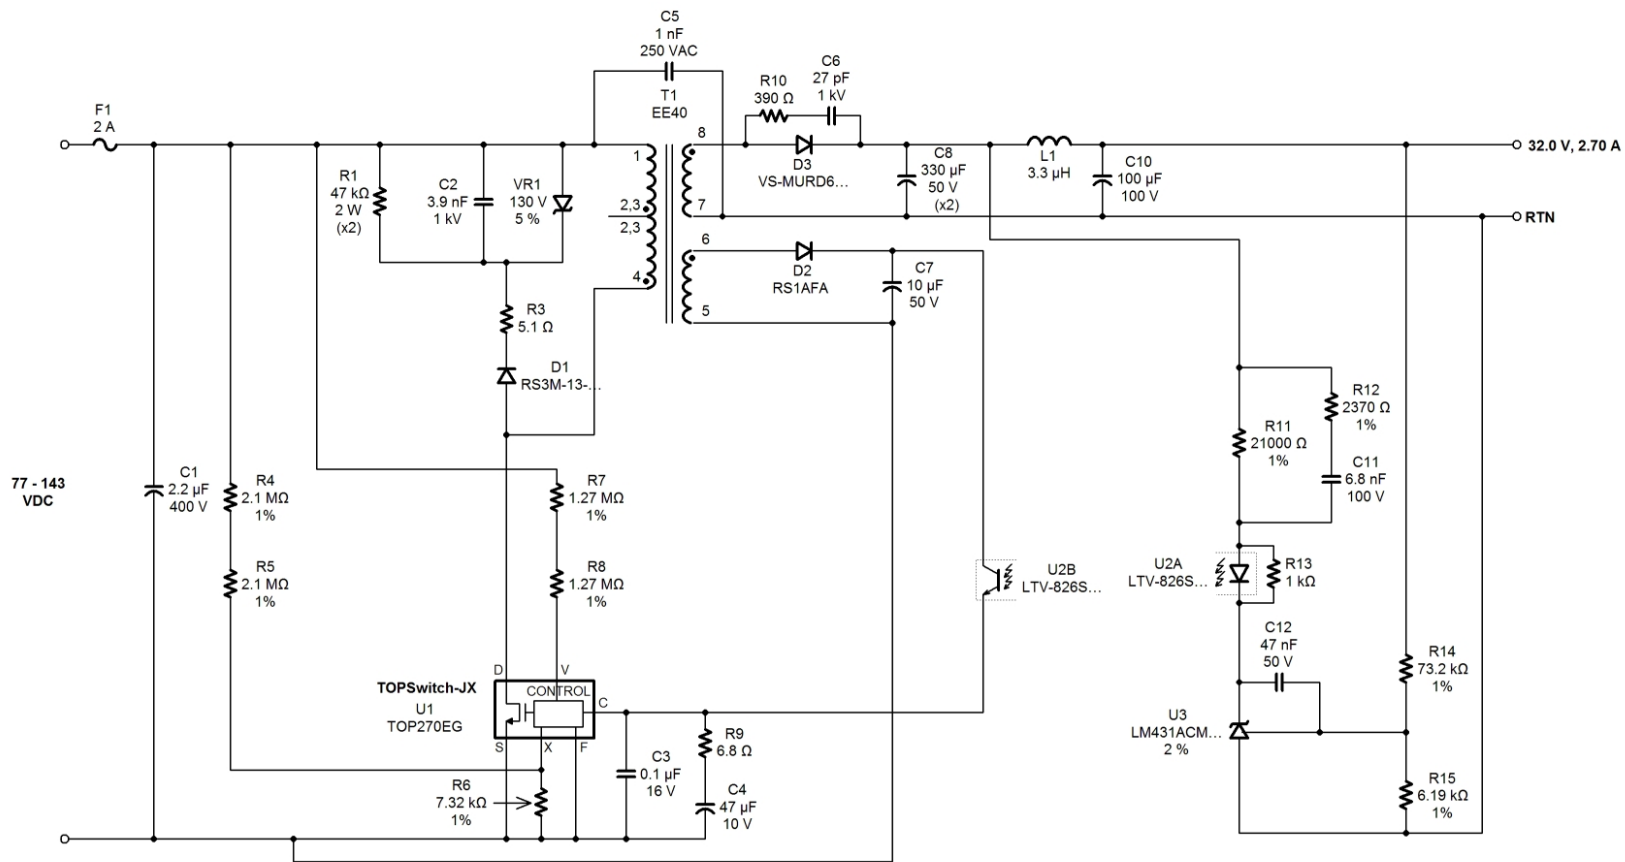 C5
1 nF
250 VAC
T1
EE40
C6
27 pF
1 kV
R10
390 Ω
D3
VS-MURD6...
F1
2 A
8
7
1
2,3
2,3
4
6
5
R1
47 kΩ
2 W
(x2)
C2
3.9 nF
1 kV
VR1
130 V
5 %
C8
330 µF
50 V
(x2)
L1
3.3 µH
C10
100 µF
100 V
32.0 V, 2.70 A
RTN
D2
RS1AFA
C7
10 µF
50 V
R3
5.1 Ω
D1
RS3M-13-...
77 - 143
VDC
C1
2.2 µF
400 V
R4
2.1 MΩ
1%
R5
2.1 MΩ
1%
R7
1.27 MΩ
1%
R8
1.27 MΩ
1%
R11
21000 Ω
1%
R12
2370 Ω
1%
C11
6.8 nF
100 V
U2B
LTV-826S...
U2A
LTV-826S...
R13
1 kΩ
C12
47 nF
50 V
R14
73.2 kΩ
1%
U3
LM431ACM...
2 %
R15
6.19 kΩ
1%
TOPSwitch-JX
U1
TOP270EG
D
V
CONTROL
C
S
X
F
R6
7.32 kΩ
1%
C3
0.1 µF
16 V
R9
6.8 Ω
C4
47 µF
10 V